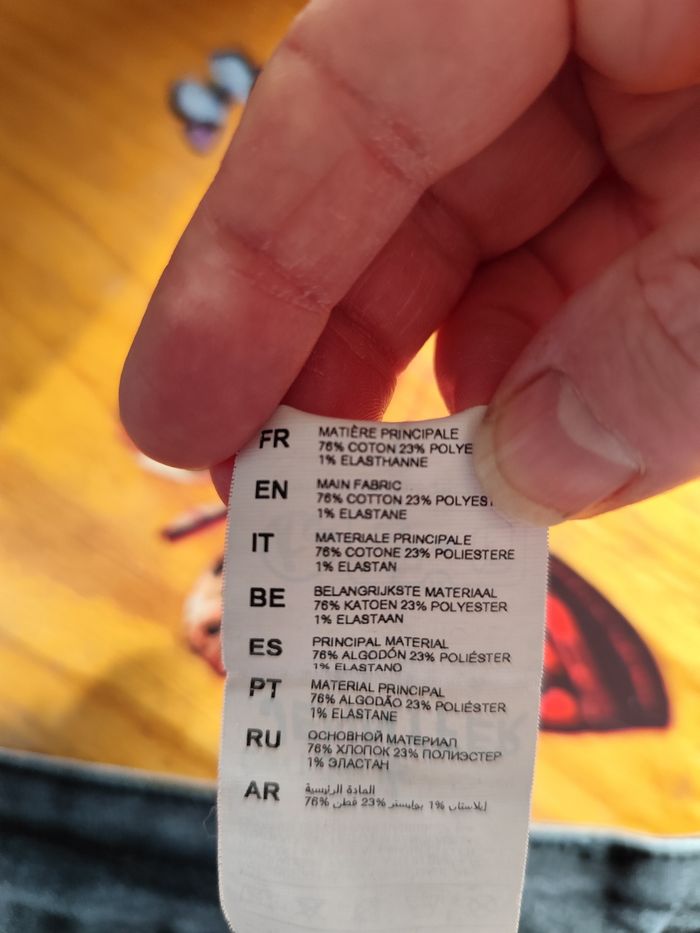 FR MATIÈRE PRINCIPALE
76% COTON 23% POLYE
1% ELASTHANNE
EN MAIN FABRIC
76% COTTON 23% POLYEST
1% ELASTANE
IT MATERIALE PRINCIPALE
76% COTONE 23% POLIESTERE
1% ELASTAN
BE BELANGRIJKSTE MATERIAAL
76% KATOEN 23% POLYESTER
1% ELASTAAN
ES PRINCIPAL MATERIAL
76% ALGODÓN 23% POLIÉSTER
1% ELASTANO
PT MATERIAL PRINCIPAL
76% ALGODÃO 23% POLIÉSTER
1% ELASTANE
RU ОСНОВНОЙ МАТЕРИАЛ
76% ХЛОПОК 23% ПОЛИЭСТЕР
1% ЭЛАСТАН
AR المادة الرئيسية
76% قطن 23% بوليستر 1% إيلاستان